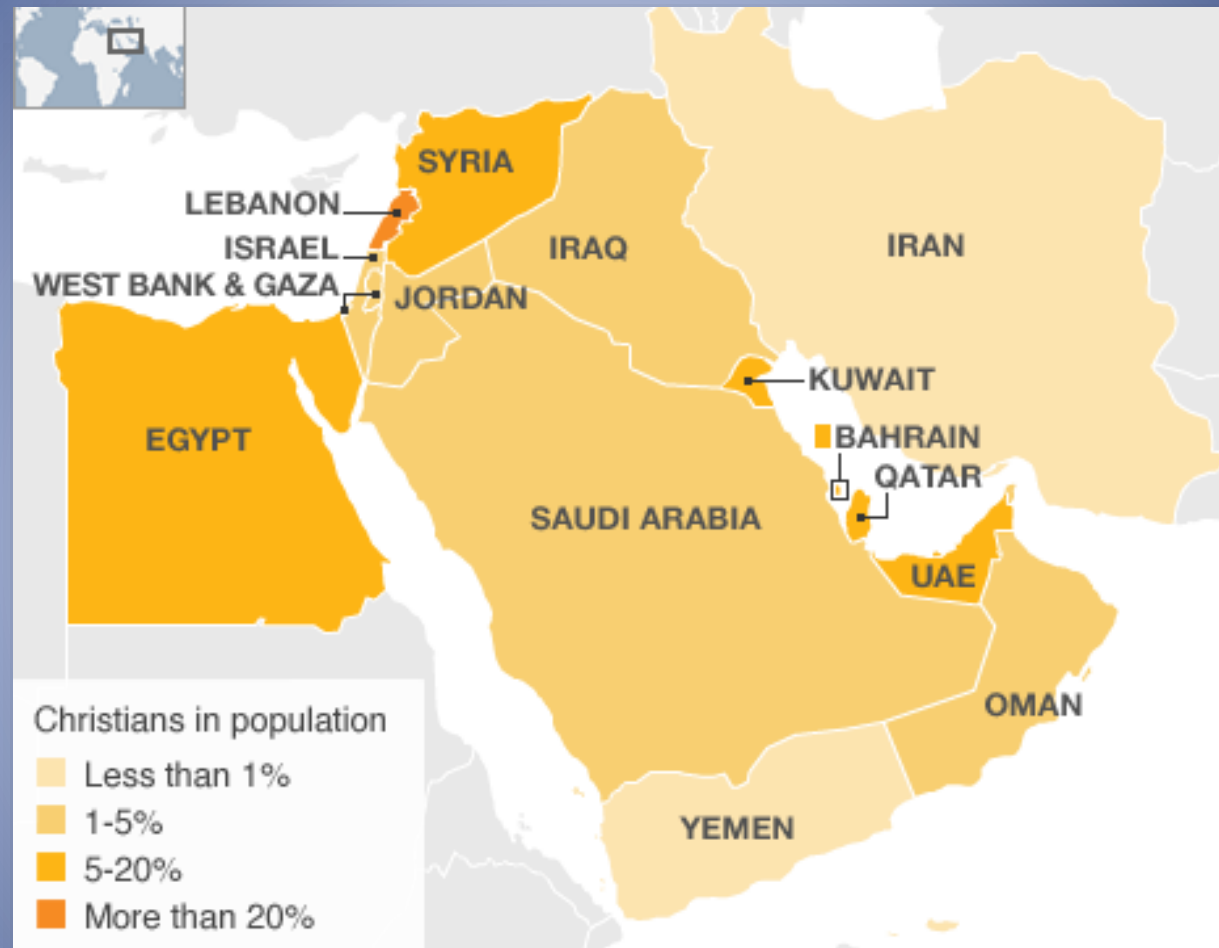 SYRIA
LEBANON
ISRAEL
IRAQ
IRAN
WEST BANK & GAZA
JORDAN
KUWAIT
EGYPT
BAHRAIN
QATAR
SAUDI ARABIA
UAE
OMAN
YEMEN
Christians in population
Less than 1%
1-5%
5-20%
More than 20%